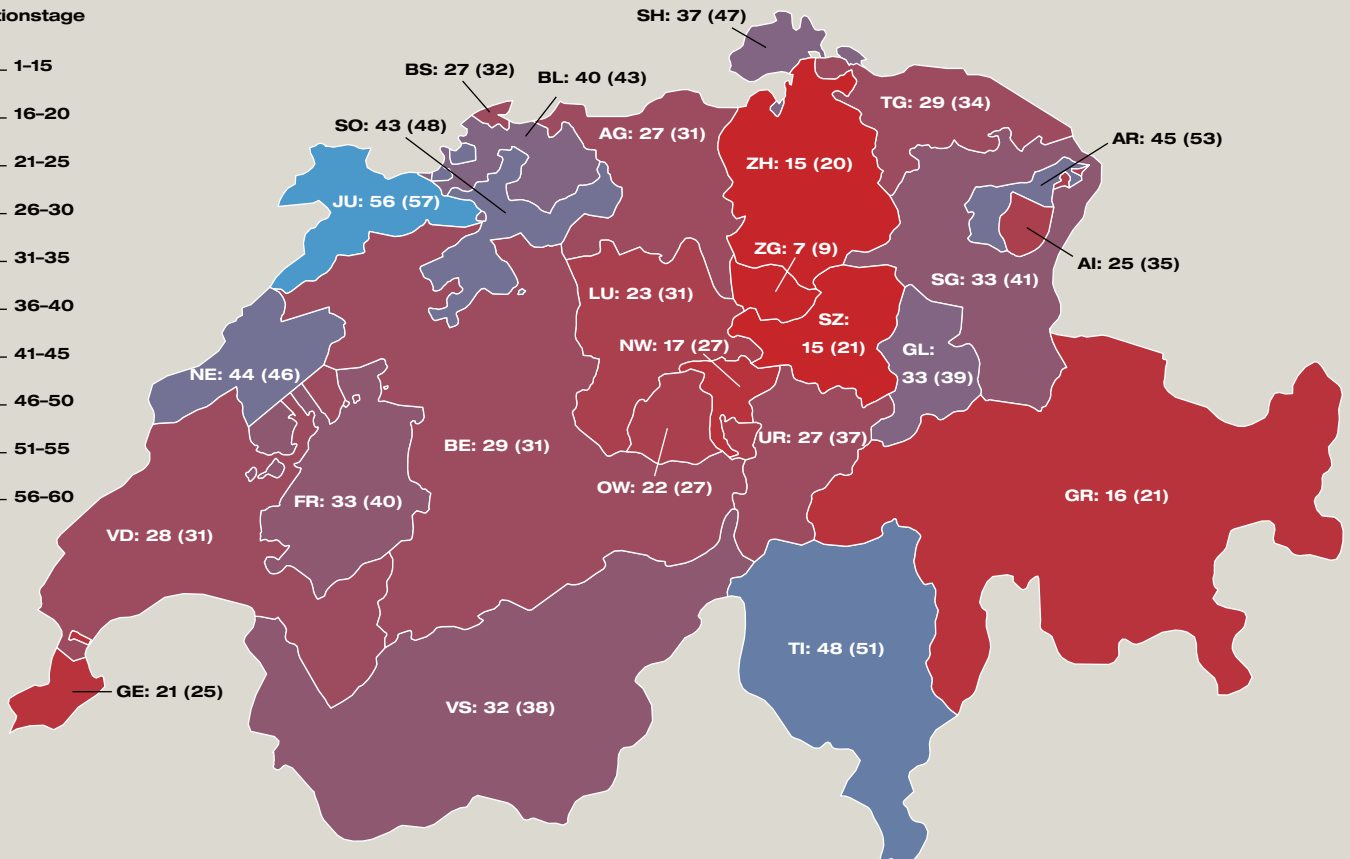 tionstage
1–15
16–20
21–25
26–30
31–35
36–40
41–45
46–50
51–55
56–60
SH: 37 (47)
BS: 27 (32)
BL: 40 (43)
SO: 43 (48)
AG: 27 (31)
TG: 29 (34)
AR: 45 (53)
ZH: 15 (20)
JU: 56 (57)
ZG: 7 (9)
AI: 25 (35)
SG: 33 (41)
LU: 23 (31)
SZ:
15 (21)
NW: 17 (27)
GL:
33 (39)
NE: 44 (46)
BE: 29 (31)
UR: 27 (37)
OW: 22 (27)
FR: 33 (40)
GR: 16 (21)
VD: 28 (31)
TI: 48 (51)
GE: 21 (25)
VS: 32 (38)